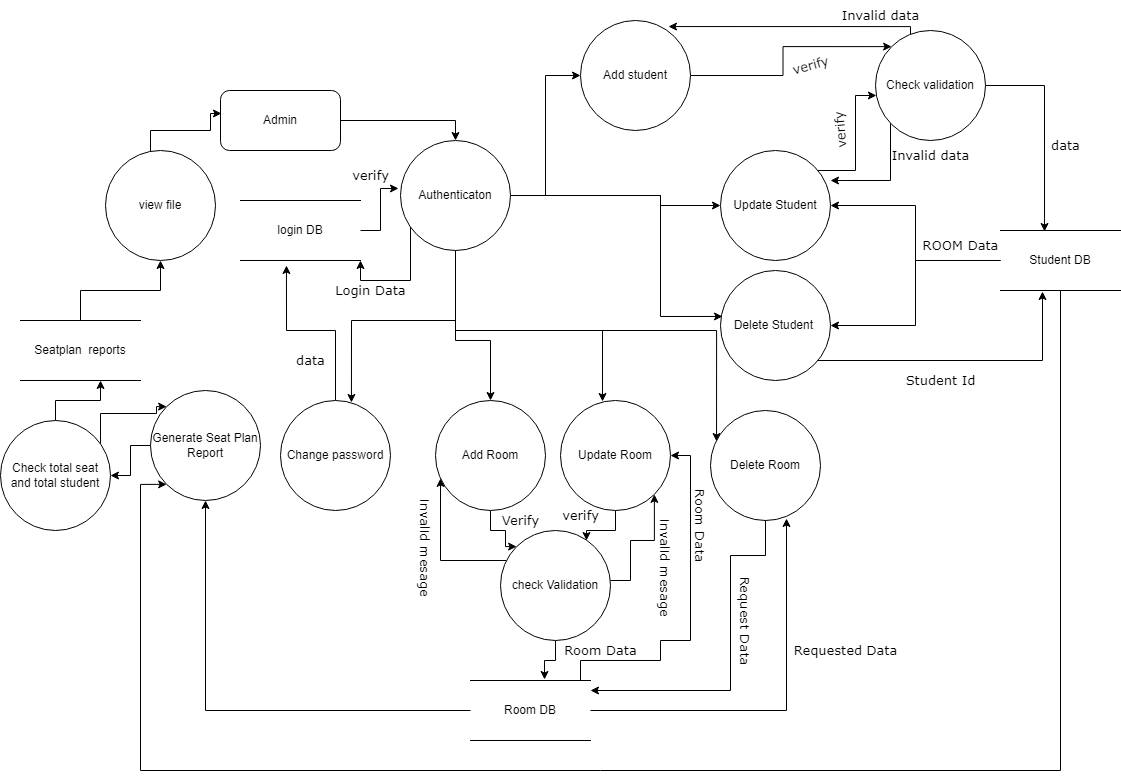 Invalid data
Add student
verify
Check validation
Admin
verify
Invalid data
data
verify
Authenticaton
view file
Update Student
login DB
ROOM Data
Student DB
Login Data
Delete Student
Seatplan reports
data
Student Id
Generate Seat Plan
Report
Check total seat
and total student
Change password
Add Room
Update Room
Delete Room
Invalid mesage
Verify
verify
Room Data
Invalid mesage
check Validation
Request Data
Room Data
Requested Data
Room DB